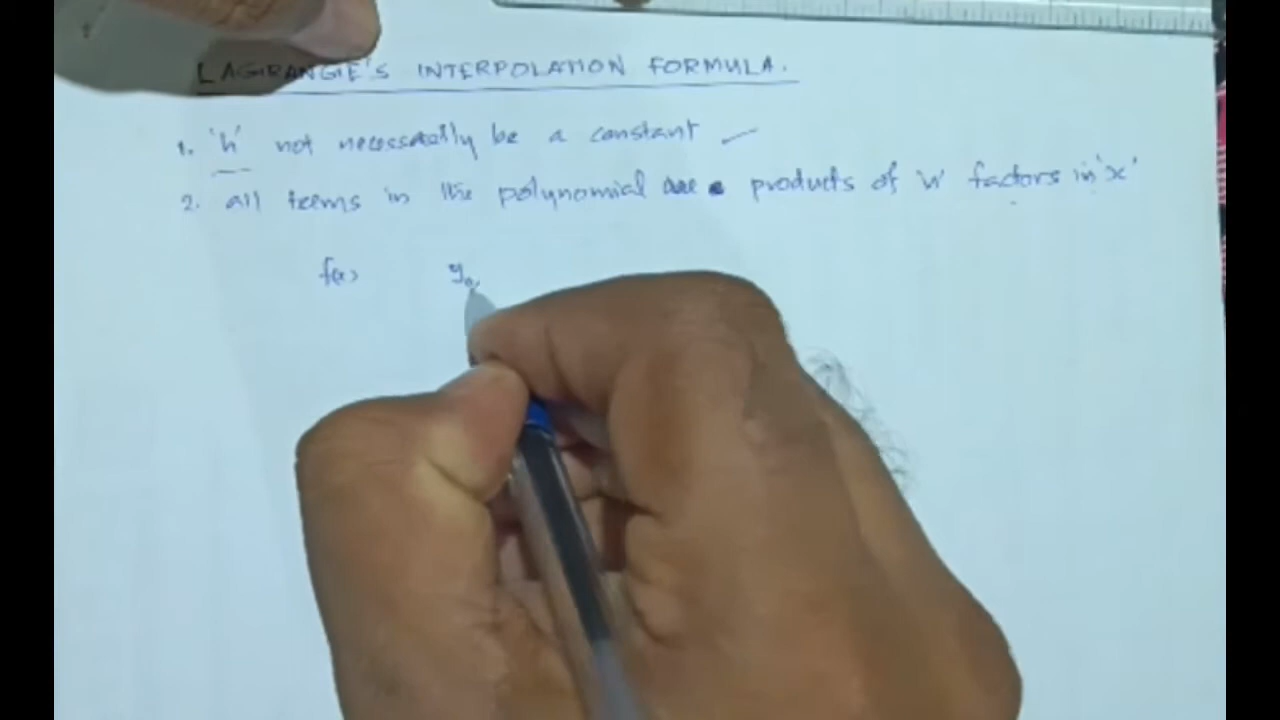 LAGRANGE'S INTERPOLATION FORMULA.
1. 'h' not necessarily be a constant
2. all terms in the polynomial are products of 'n' factors in 'x'
f(x) y₀,